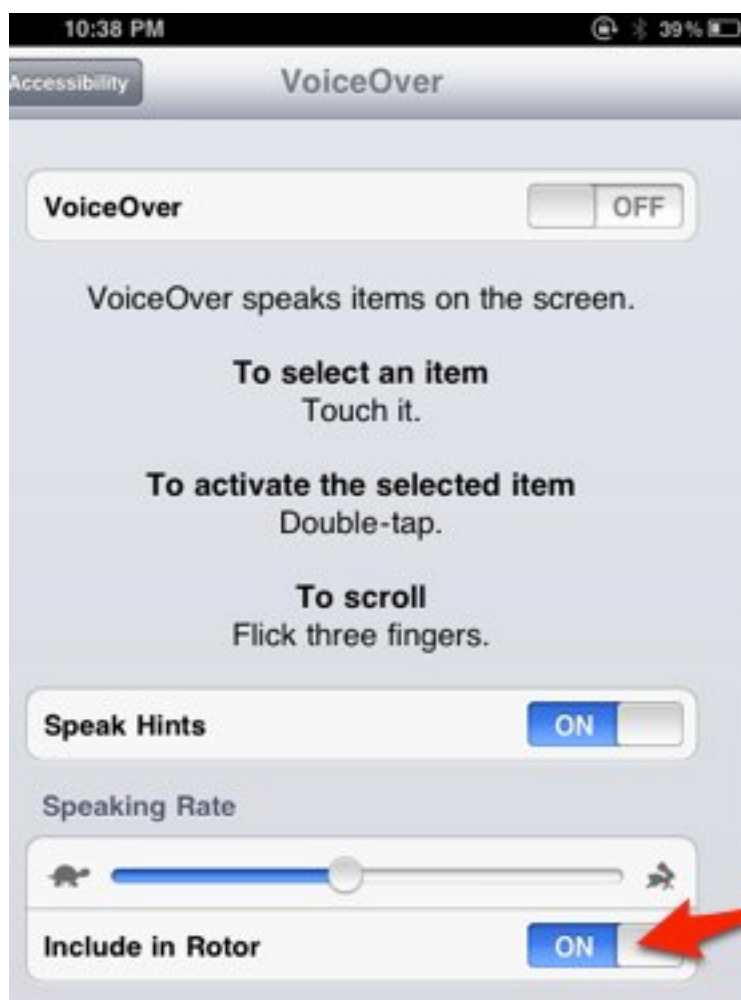 10:38 PM 39%
Accessibility VoiceOver
VoiceOver OFF
VoiceOver speaks items on the screen.
To select an item
Touch it.
To activate the selected item
Double-tap.
To scroll
Flick three fingers.
Speak Hints ON
Speaking Rate
Include in Rotor ON